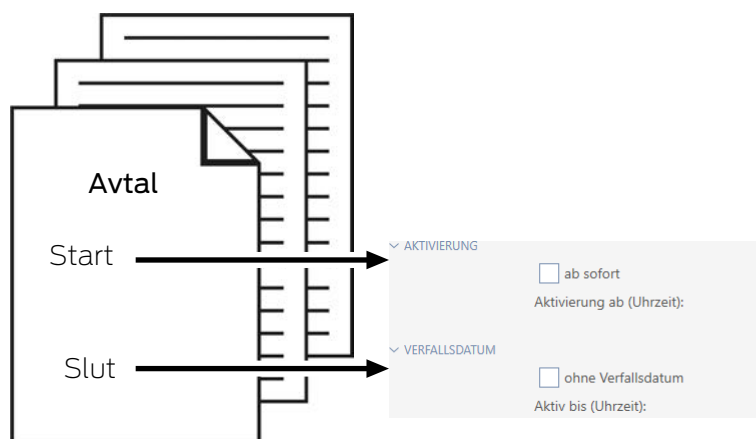 Avtal
Start
Slut
AKTIVIERUNG
ab sofort
Aktivierung ab (Uhrzeit):
VERFALLSDATUM
ohne Verfallsdatum
Aktiv bis (Uhrzeit):